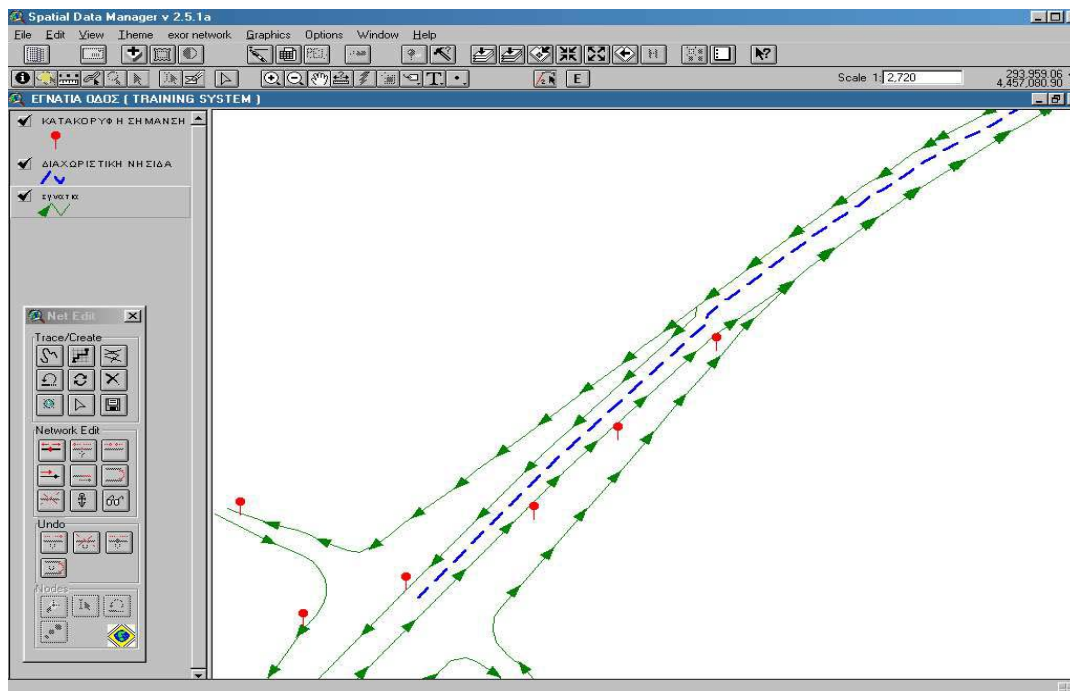 Spatial Data Manager v 2.5.1a
File Edit View Theme exor network Graphics Options Window Help
Scale 1: 2,720
293,959.06
4,457,080.90
ΕΓΝΑΤΙΑ ΟΔΟΣ [ TRAINING SYSTEM ]
ΚΑΤΑΚΟΡΥΦΗ ΣΗΜΑΝΣΗ
ΔΙΑΧΩΡΙΣΤΙΚΗ ΝΗΣΙΔΑ
εγνατια
Net Edit
Trace/Create
Network Edit
Undo
Nodes